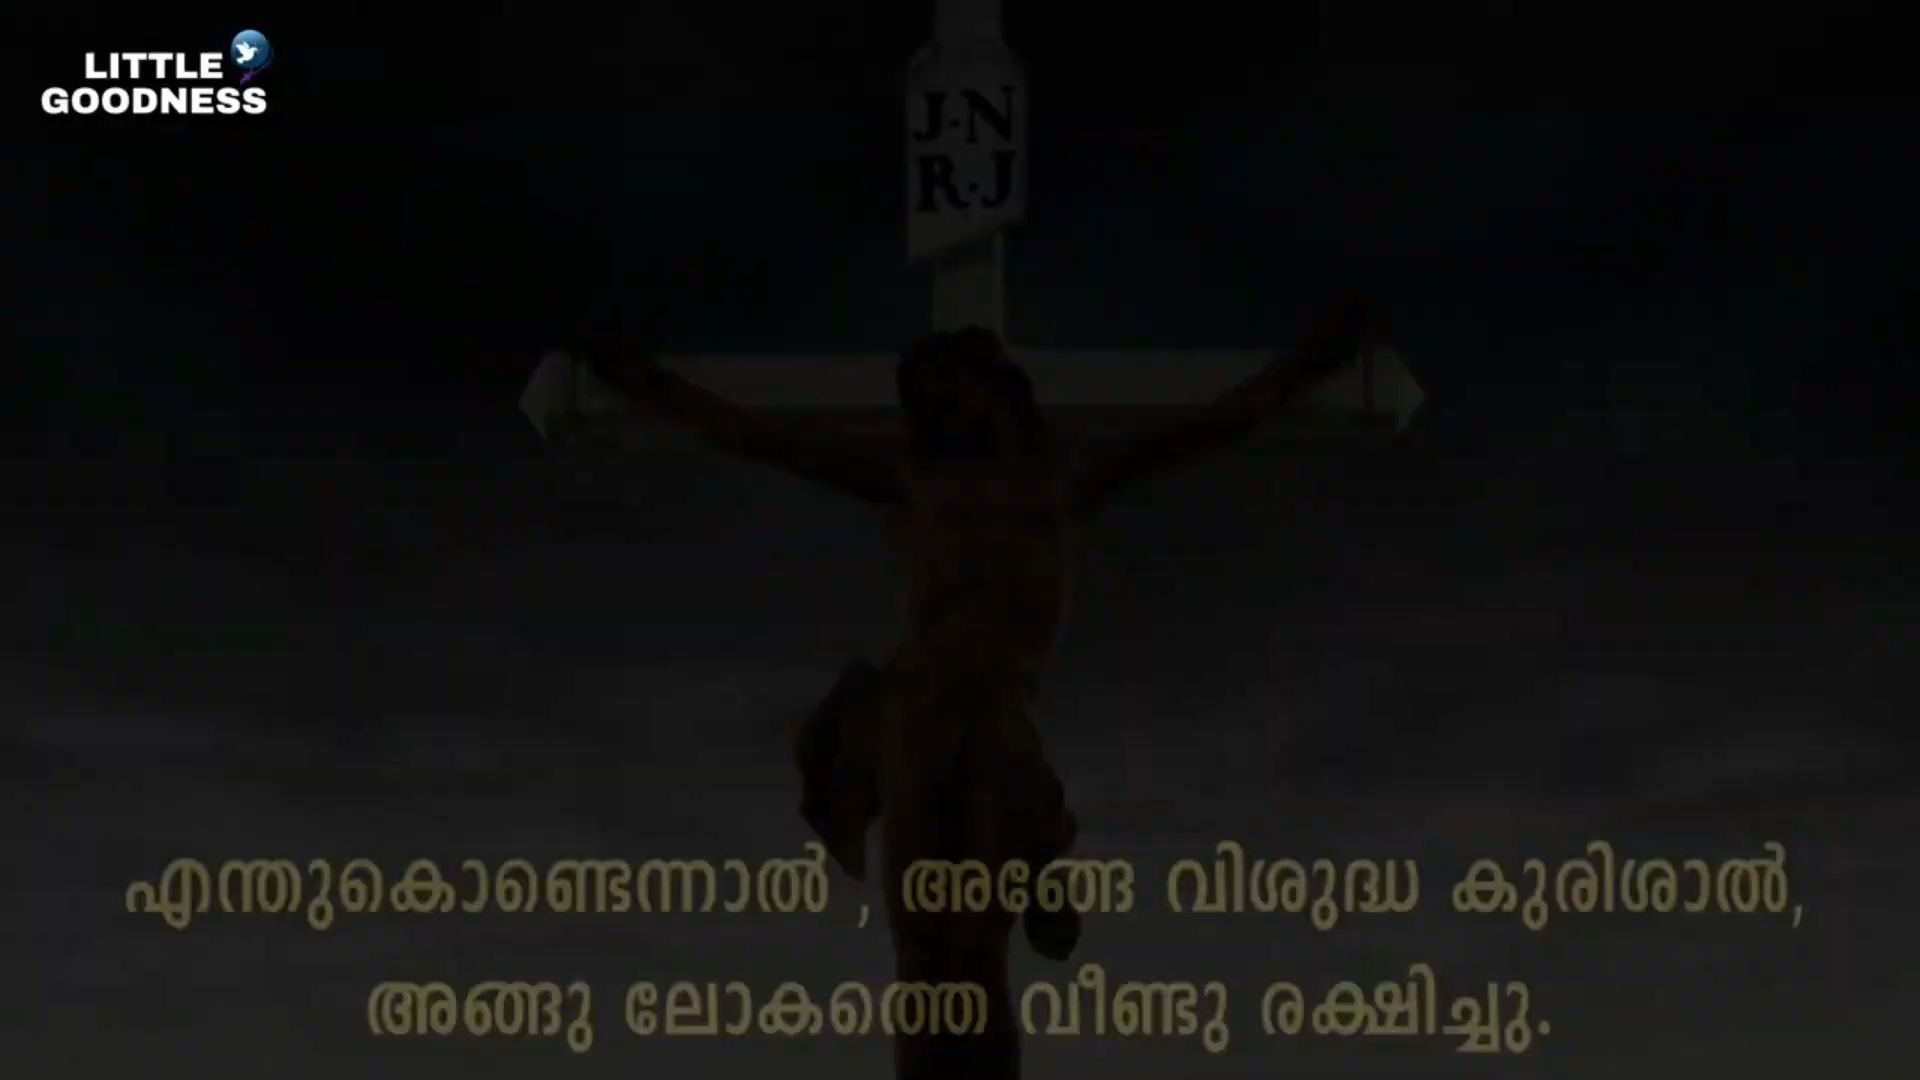 LITTLE
GOODNESS
J·N
R·J
എന്തുകൊണ്ടെന്നാൽ , അങ്ങേ വിശുദ്ധ കുരിശാൽ,
അങ്ങു ലോകത്തെ വീണ്ടു രക്ഷിച്ചു.